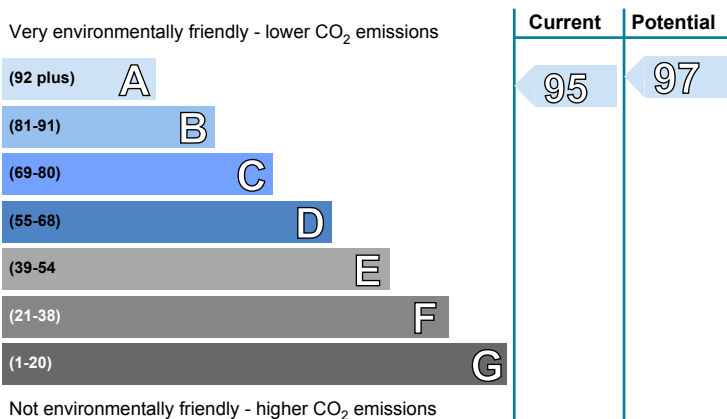 Current Potential
Very environmentally friendly - lower CO2 emissions
(92 plus) A 95 97
(81-91) B
(69-80) C
(55-68) D
(39-54 E
(21-38) F
(1-20) G
Not environmentally friendly - higher CO2 emissions